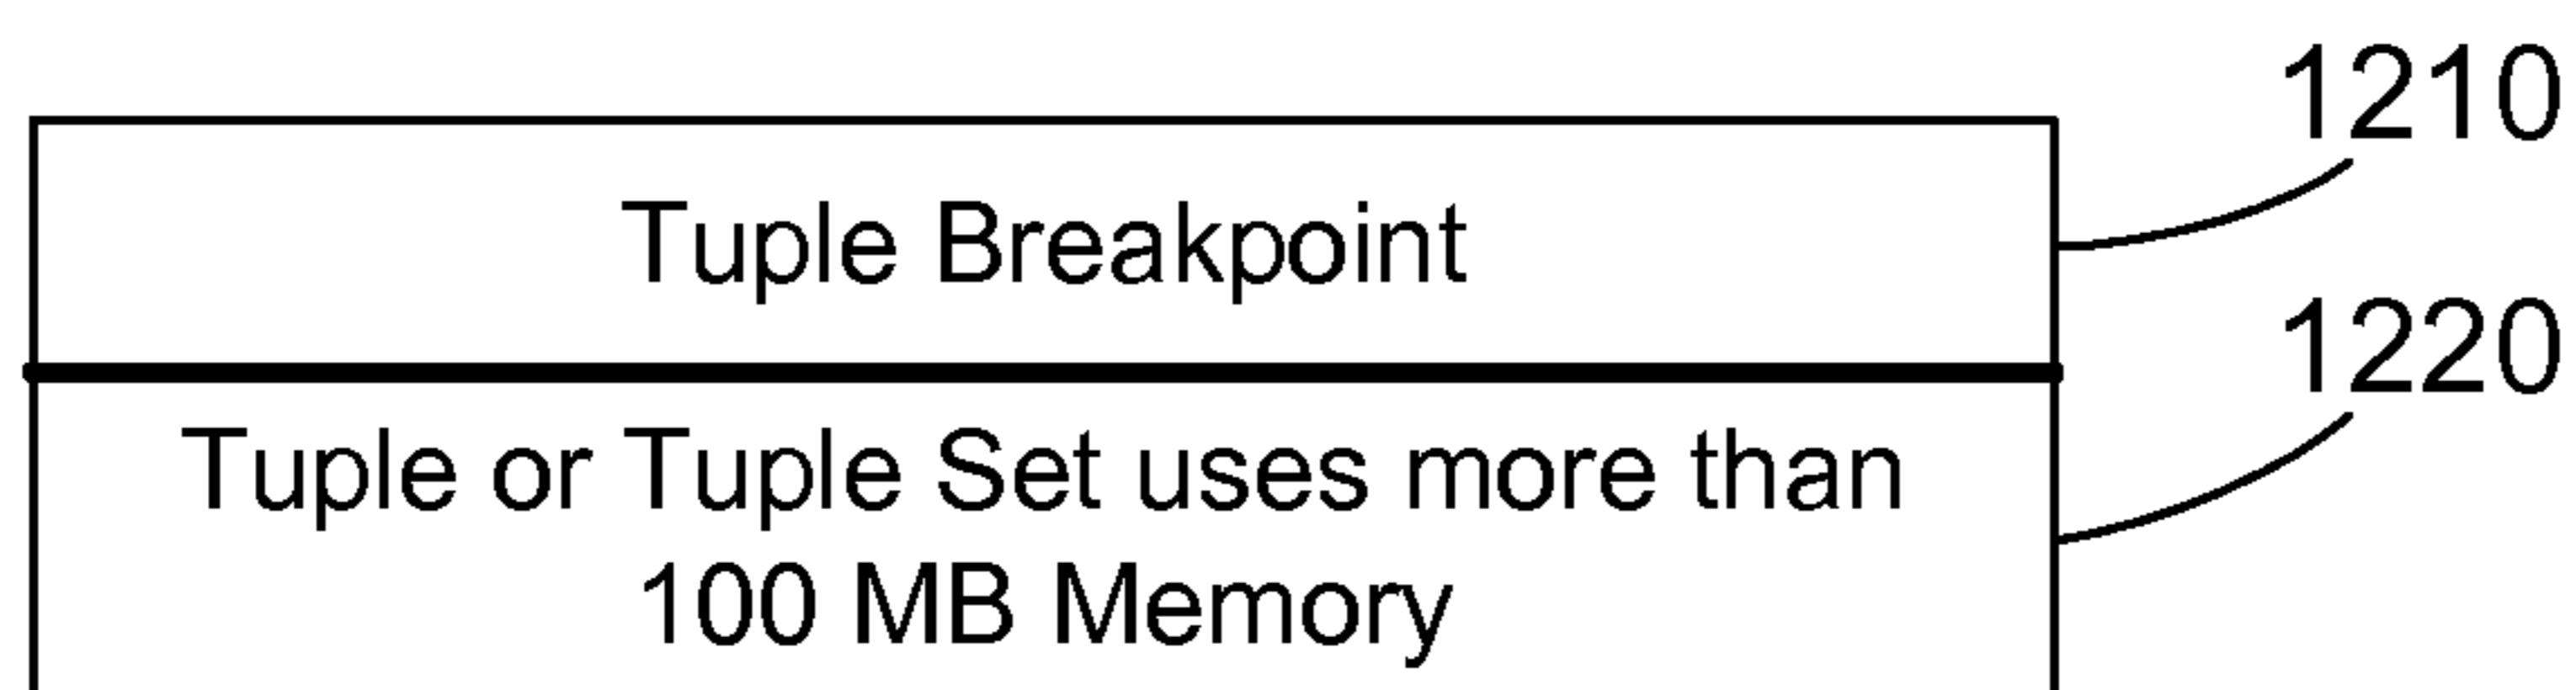 1210
Tuple Breakpoint
1220
Tuple or Tuple Set uses more than
100 MB Memory